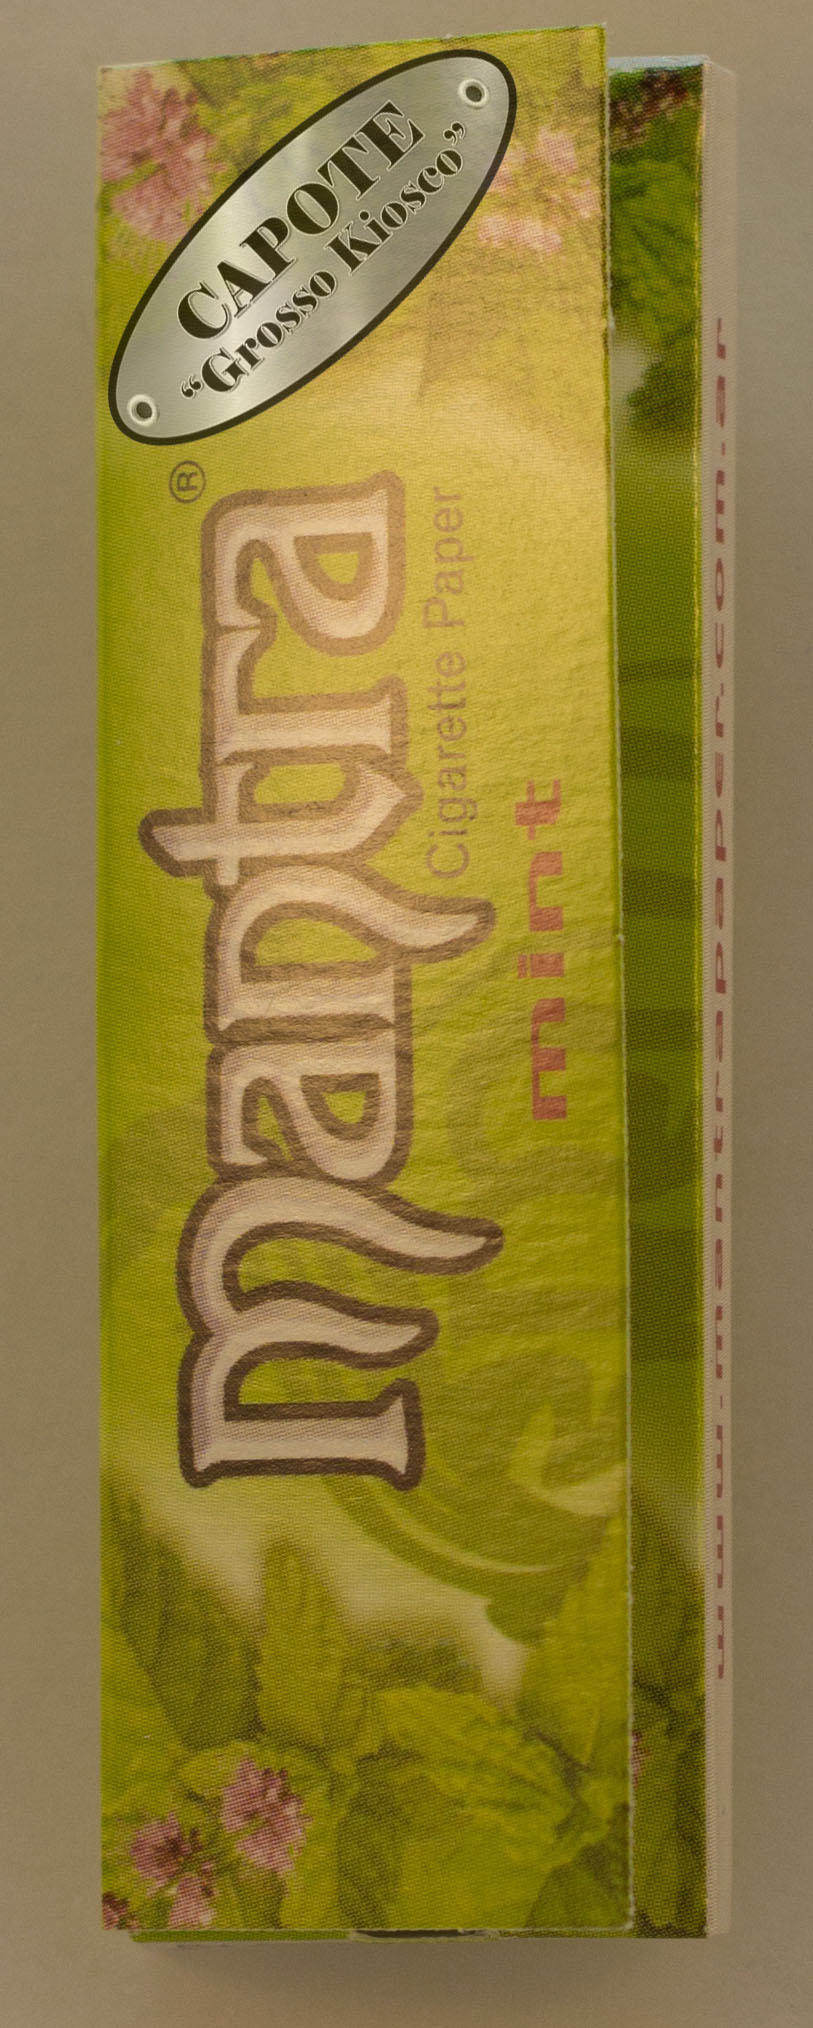 CAPOTE
“Grosso Kiosco”
mantra®
Cigarette Paper
mint
www.mantrapaper.com.ar